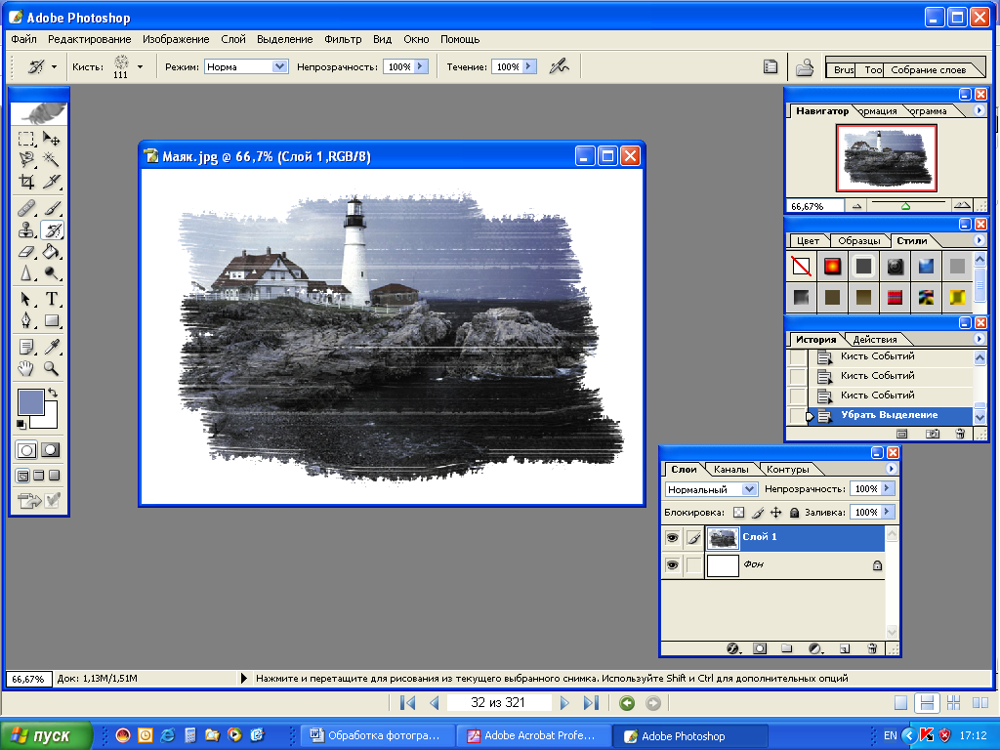 Adobe Photoshop
Файл Редактирование Изображение Слой Выделение Фильтр Вид Окно Помощь
Кисть: 111 Режим: Норма Непрозрачность: 100% Течение: 100% Brus Too Собрание слоев
Маяк.jpg @ 66,7% (Слой 1,RGB/8)
Навигатор ормация ограмма
66,67%
Цвет Образцы Стили
История Действия
Кисть Событий
Кисть Событий
Кисть Событий
Убрать Выделение
Слои Каналы Контуры
Нормальный Непрозрачность: 100%
Блокировка: Заливка: 100%
Слой 1
Фон
T
66,67% Док: 1,13M/1,51M Нажмите и перетащите для рисования из текущего выбранного снимка. Используйте Shift и Ctrl для дополнительных опций
32 из 321
пуск Обработка фотогра... Adobe Acrobat Profe... Adobe Photoshop EN 17:12